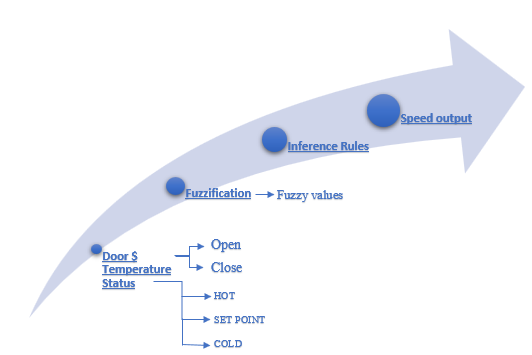 Speed output
Inference Rules
Fuzzification
Fuzzy values
Door $
Temperature
Status
Open
Close
HOT
SET POINT
COLD